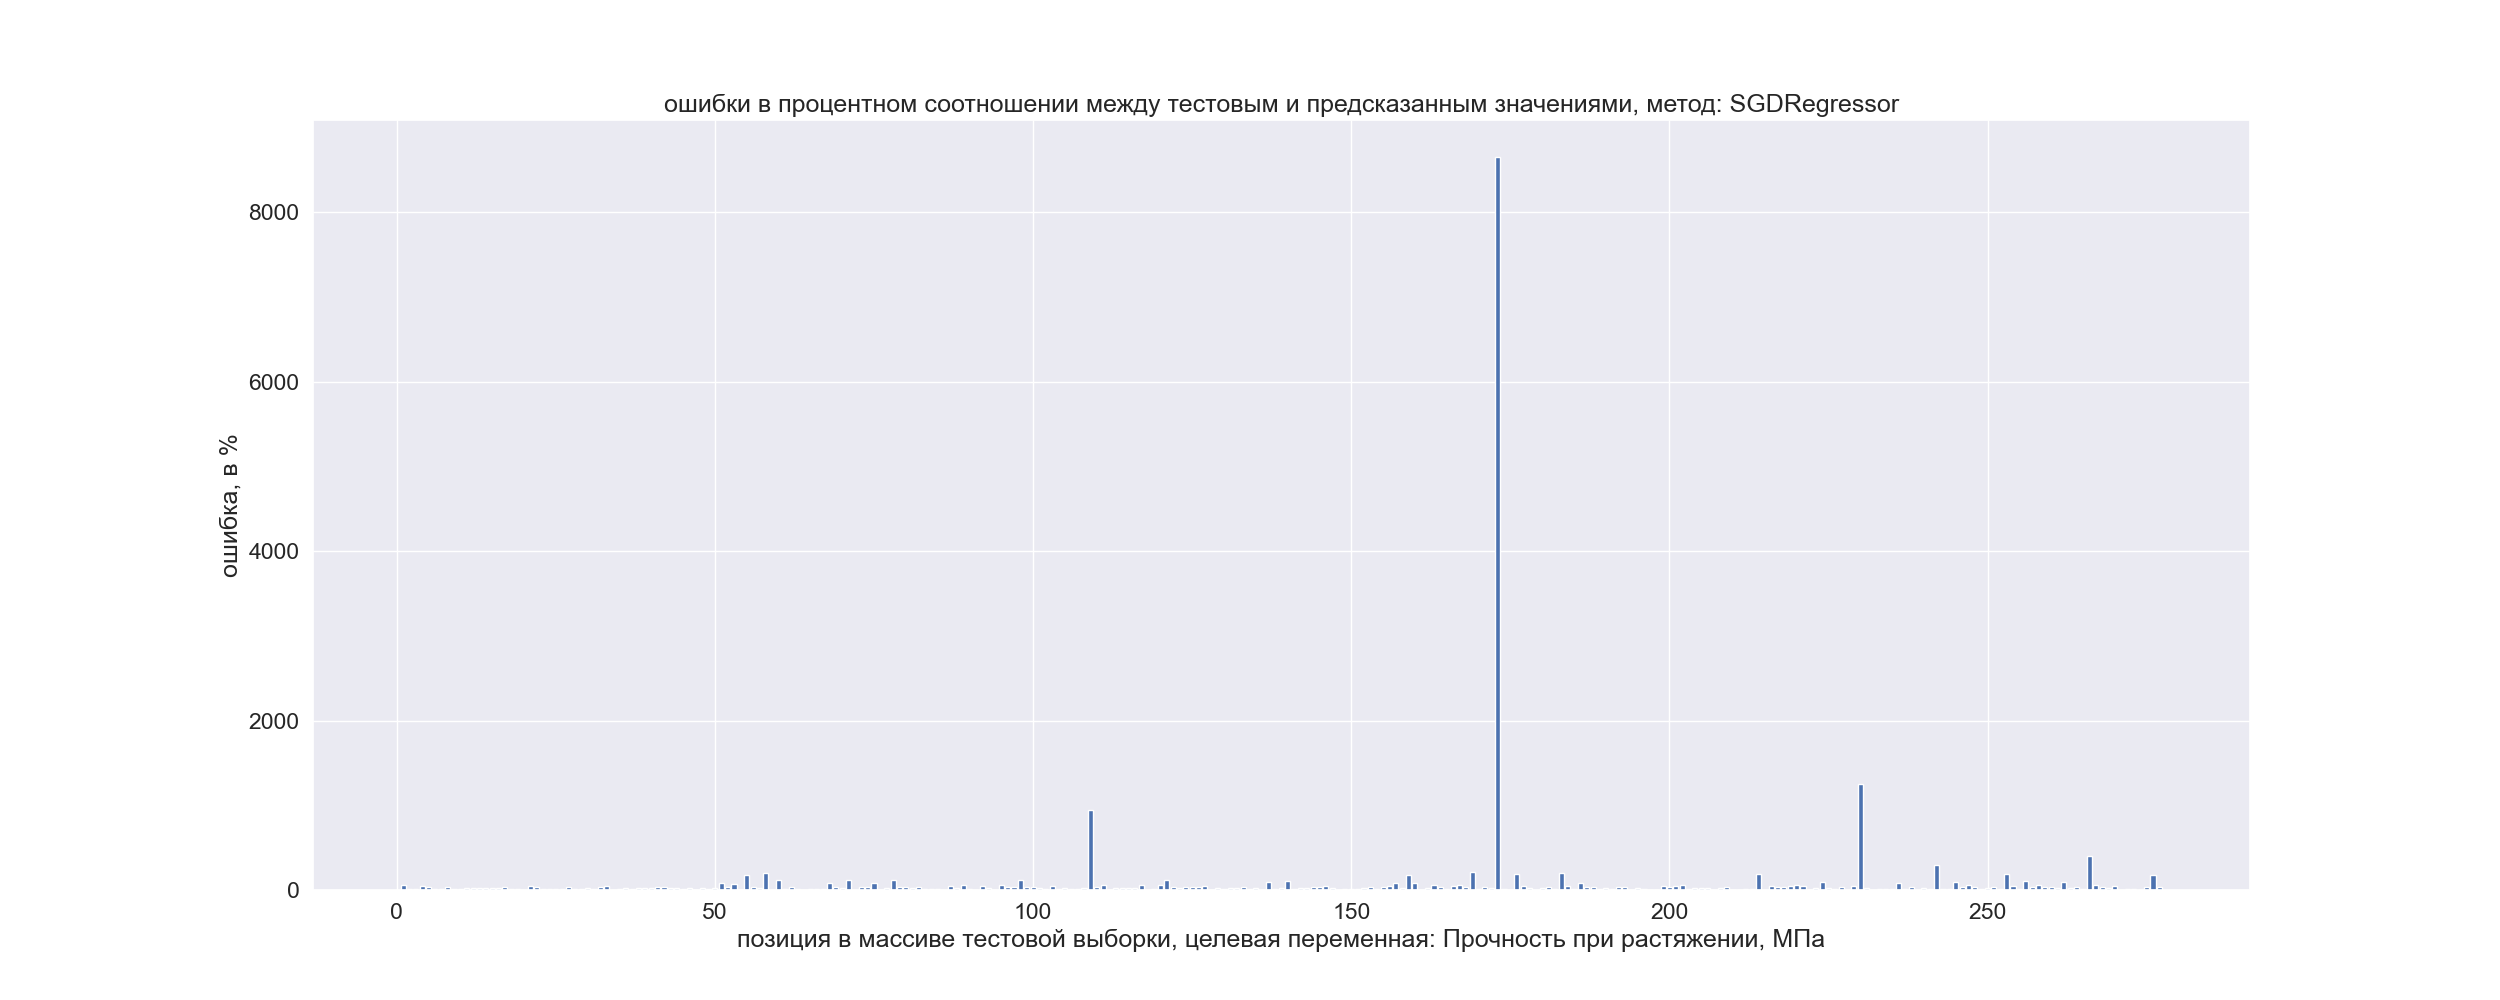 ошибки в процентном соотношении между тестовым и предсказанным значениями, метод: SGDRegressor
ошибка, в %
8000
6000
4000
2000
0
0 50 100 150 200 250
позиция в массиве тестовой выборки, целевая переменная: Прочность при растяжении, МПа